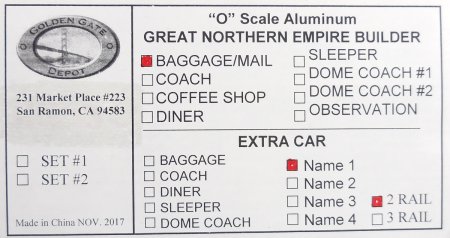 GOLDEN GATE
DEPOT
231 Market Place #223
San Ramon, CA 94583
SET #1
SET #2
Made in China NOV. 2017
"O" Scale Aluminum
GREAT NORTHERN EMPIRE BUILDER
BAGGAGE/MAIL
COACH
COFFEE SHOP
DINER
SLEEPER
DOME COACH #1
DOME COACH #2
OBSERVATION
EXTRA CAR
BAGGAGE
COACH
DINER
SLEEPER
DOME COACH
Name 1
Name 2
Name 3
Name 4
2 RAIL
3 RAIL